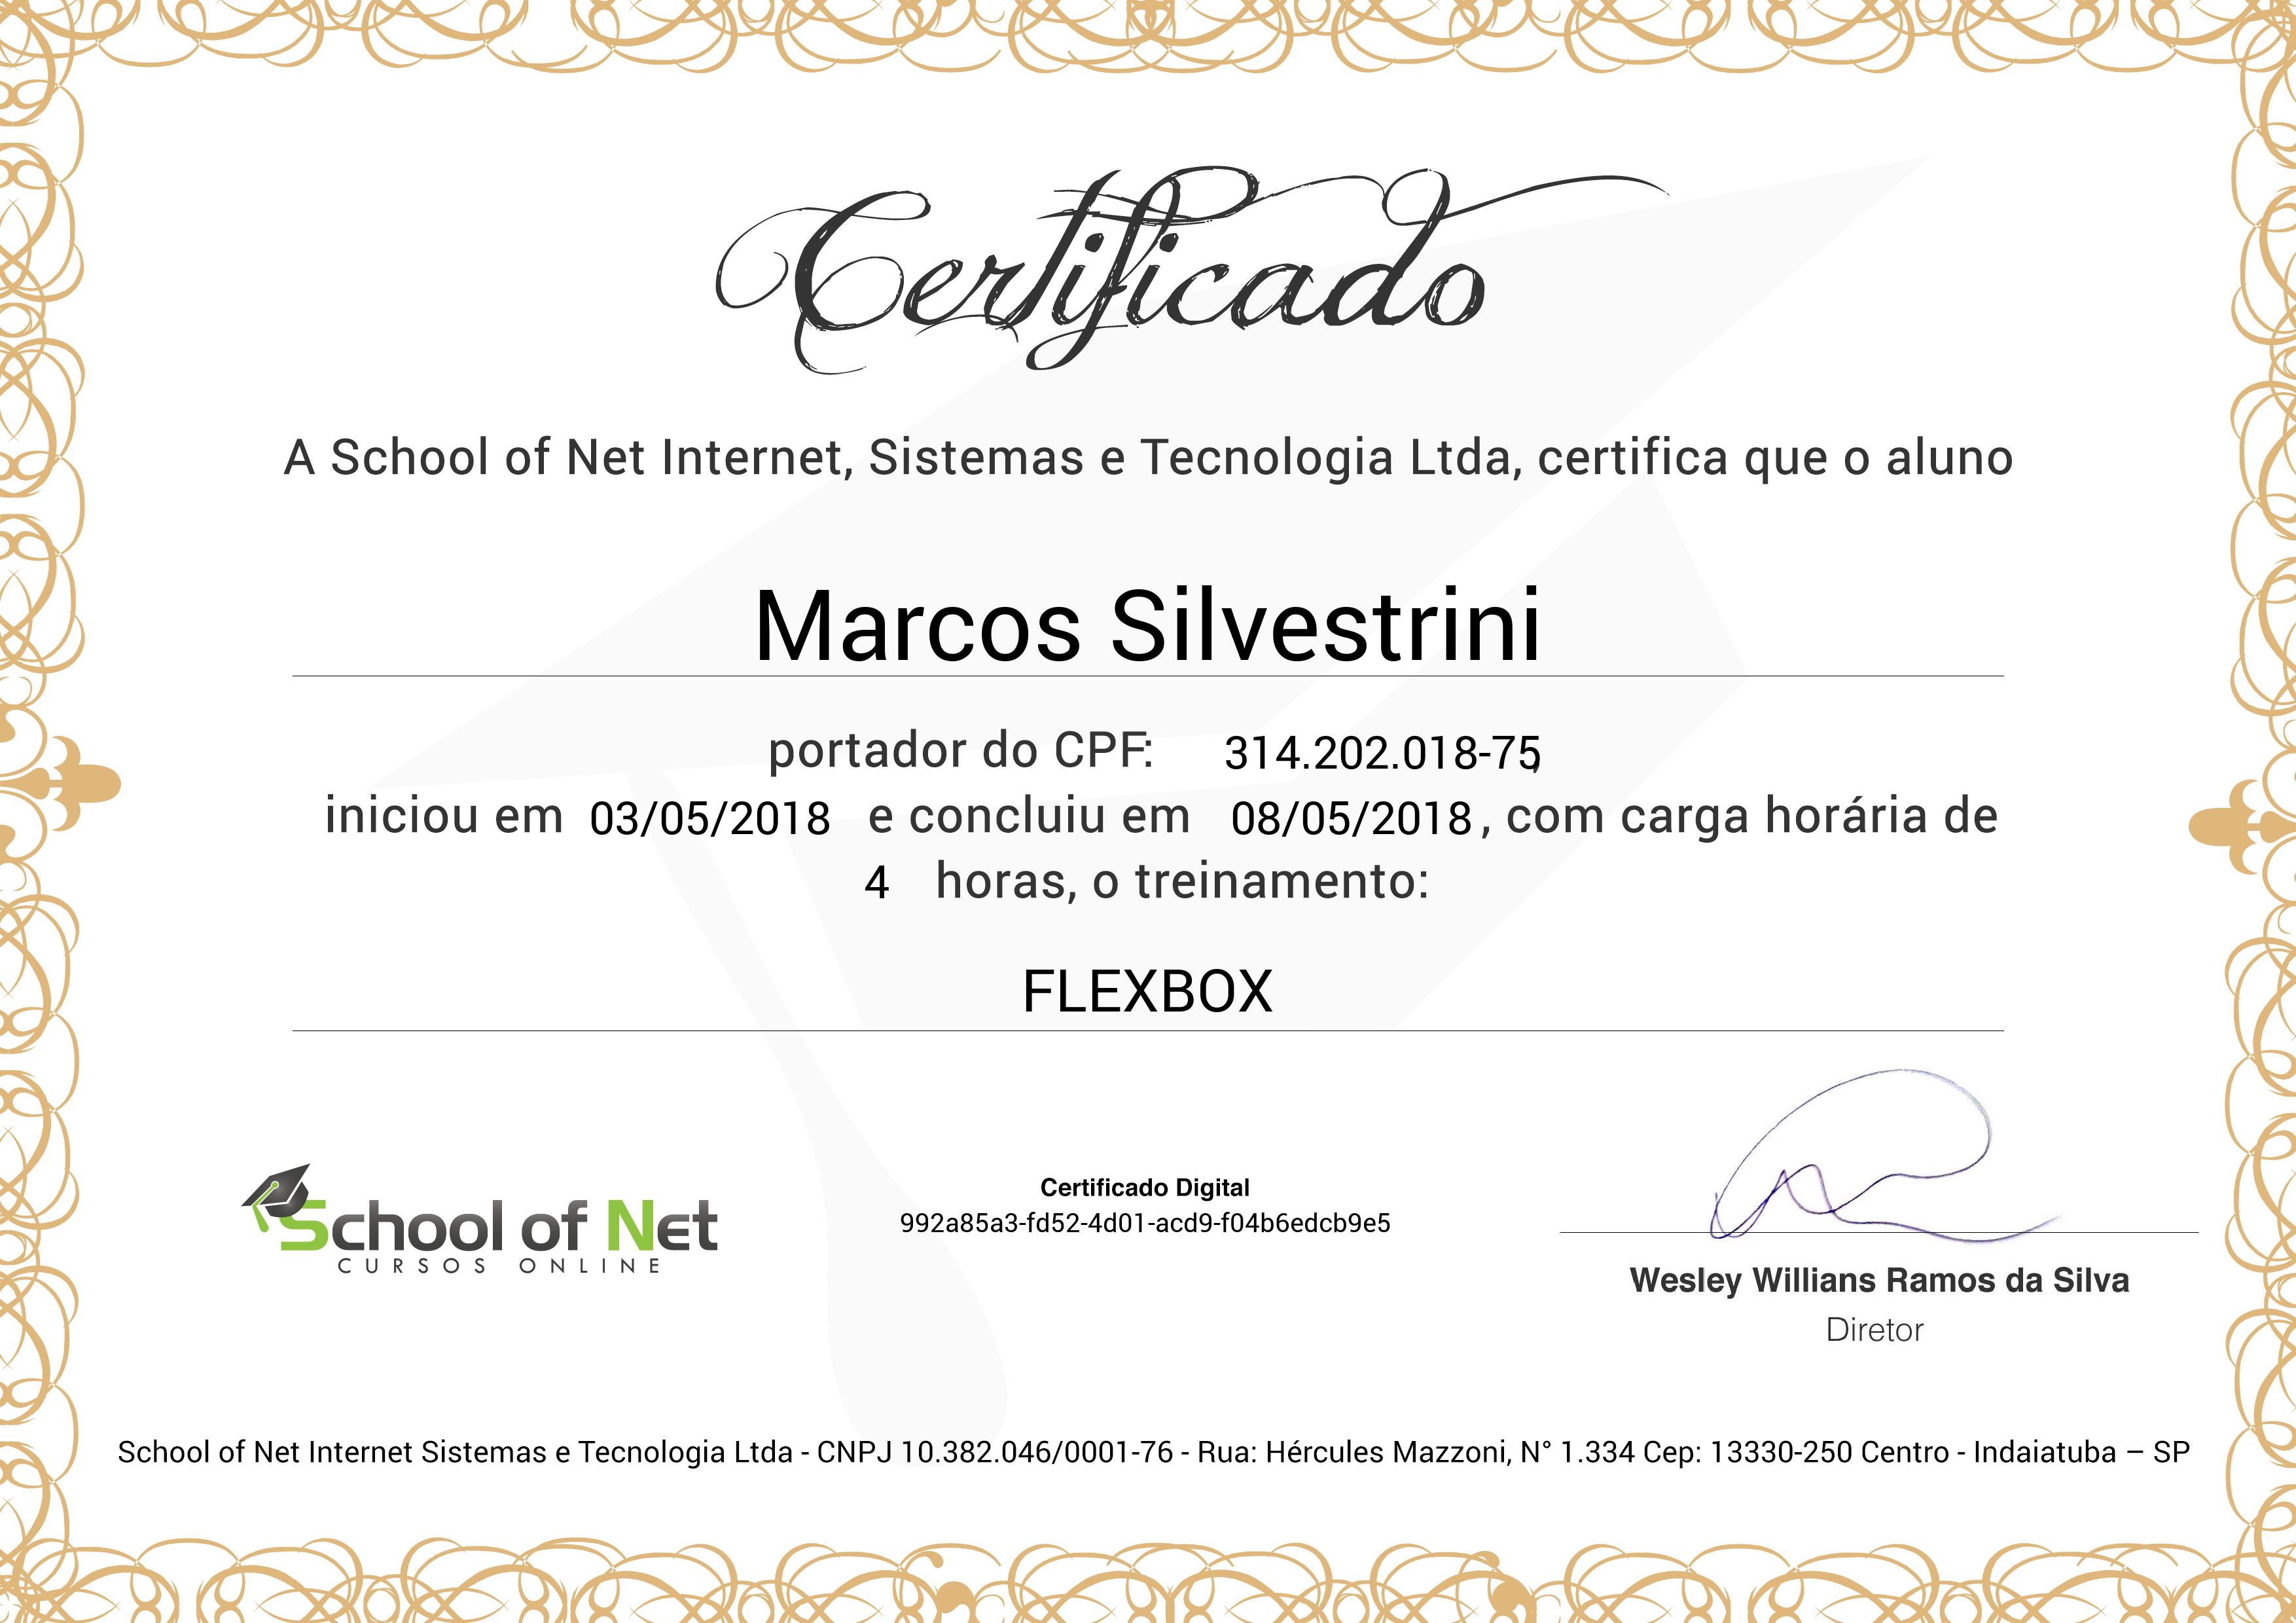 Certificado
A School of Net Internet, Sistemas e Tecnologia Ltda, certifica que o aluno
Marcos Silvestrini
portador do CPF: 314.202.018-75,
iniciou em 03/05/2018 e concluiu em 08/05/2018, com carga horária de
4 horas, o treinamento:
FLEXBOX
School of Net
CURSOS ONLINE
Certificado Digital
992a85a3-fd52-4d01-acd9-f04b6edcb9e5
Wesley Willians Ramos da Silva
Diretor
School of Net Internet Sistemas e Tecnologia Ltda - CNPJ 10.382.046/0001-76 - Rua: Hércules Mazzoni, N° 1.334 Cep: 13330-250 Centro - Indaiatuba – SP